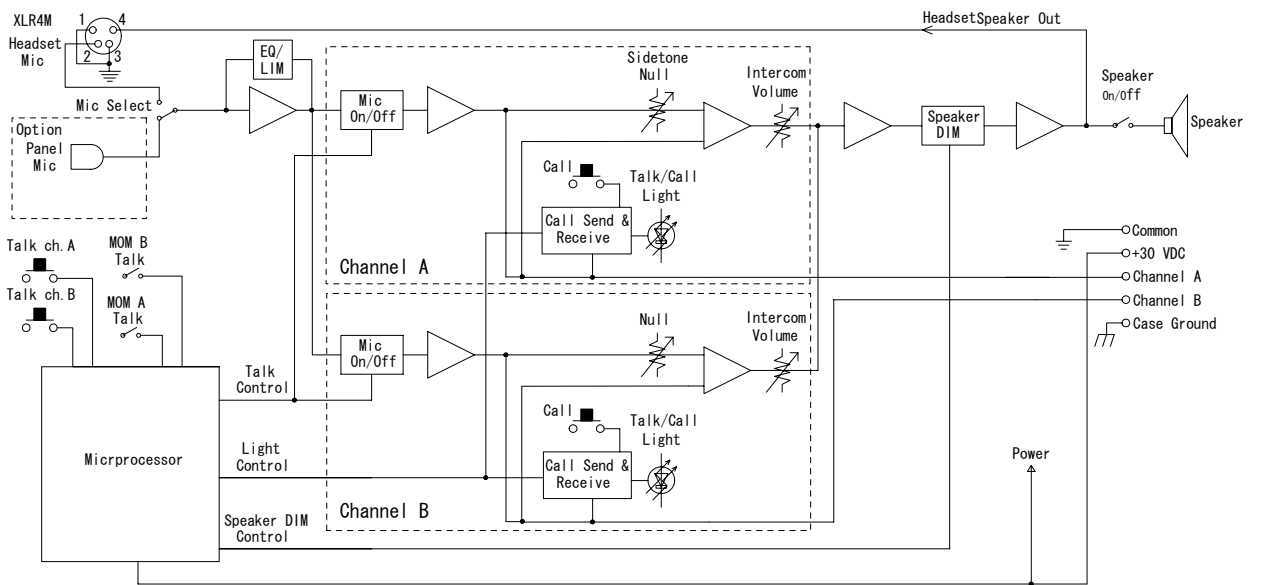 XLR4M
1
4
2
3
Headset
Mic
HeadsetSpeaker Out
EQ/
LIM
Mic Select
Option
Panel
Mic
Mic
On/Off
Sidetone
Null
Intercom
Volume
Speaker
DIM
Speaker
On/Off
Speaker
Call
Talk/Call
Light
Call Send &
Receive
Channel A
Talk ch.A
Talk ch.B
MOM B
Talk
MOM A
Talk
Common
+30 VDC
Channel A
Channel B
Case Ground
Mic
On/Off
Null
Intercom
Volume
Talk
Control
Call
Talk/Call
Light
Call Send &
Receive
Channel B
Micrprocessor
Light
Control
Speaker DIM
Control
Power